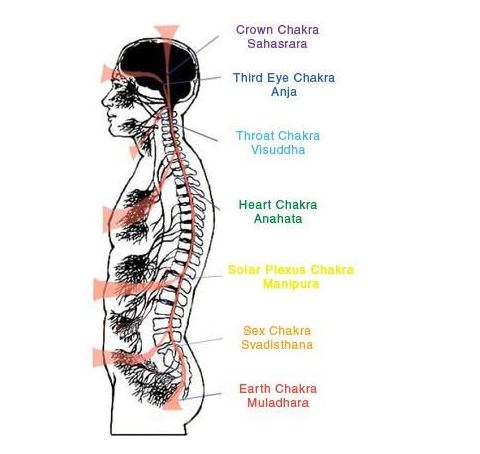 Crown Chakra
Sahasrara
Third Eye Chakra
Anja
Throat Chakra
Visuddha
Heart Chakra
Anahata
Solar Plexus Chakra
Manipura
Sex Chakra
Svadisthana
Earth Chakra
Muladhara